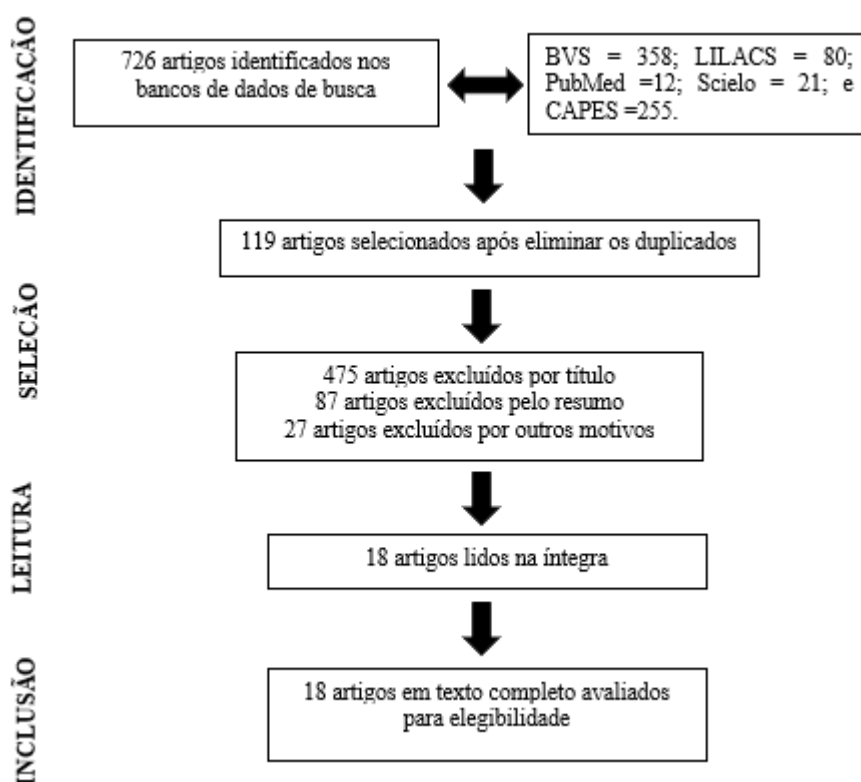 IDENTIFICAÇÃO
726 artigos identificados nos
bancos de dados de busca
BVS = 358; LILACS = 80;
PubMed =12; Scielo = 21; e
CAPES =255.
119 artigos selecionados após eliminar os duplicados
SELEÇÃO
475 artigos excluídos por título
87 artigos excluídos pelo resumo
27 artigos excluídos por outros motivos
LEITURA
18 artigos lidos na íntegra
INCLUSÃO
18 artigos em texto completo avaliados
para elegibilidade